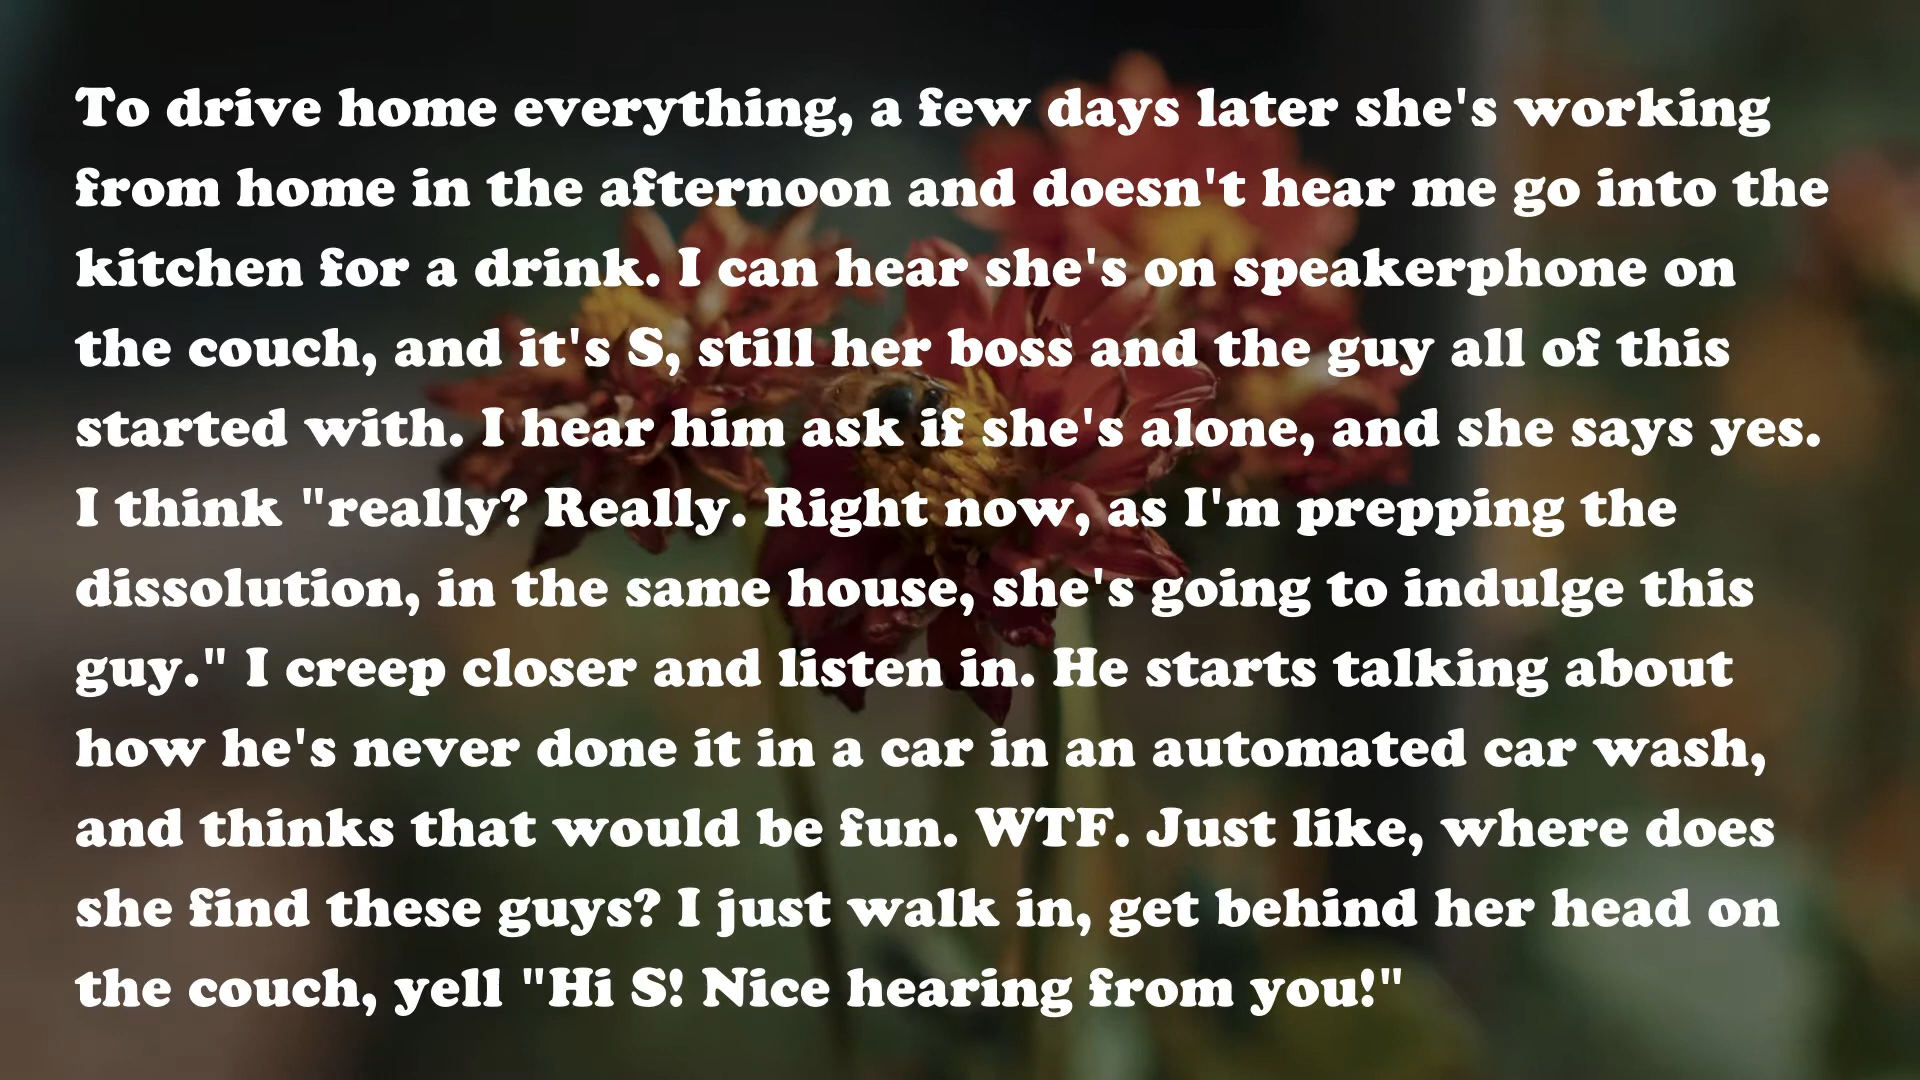 To drive home everything, a few days later she's working
from home in the afternoon and doesn't hear me go into the
kitchen for a drink. I can hear she's on speakerphone on
the couch, and it's S, still her boss and the guy all of this
started with. I hear him ask if she's alone, and she says yes.
I think "really? Really. Right now, as I'm prepping the
dissolution, in the same house, she's going to indulge this
guy." I creep closer and listen in. He starts talking about
how he's never done it in a car in an automated car wash,
and thinks that would be fun. WTF. Just like, where does
she find these guys? I just walk in, get behind her head on
the couch, yell "Hi S! Nice hearing from you!"